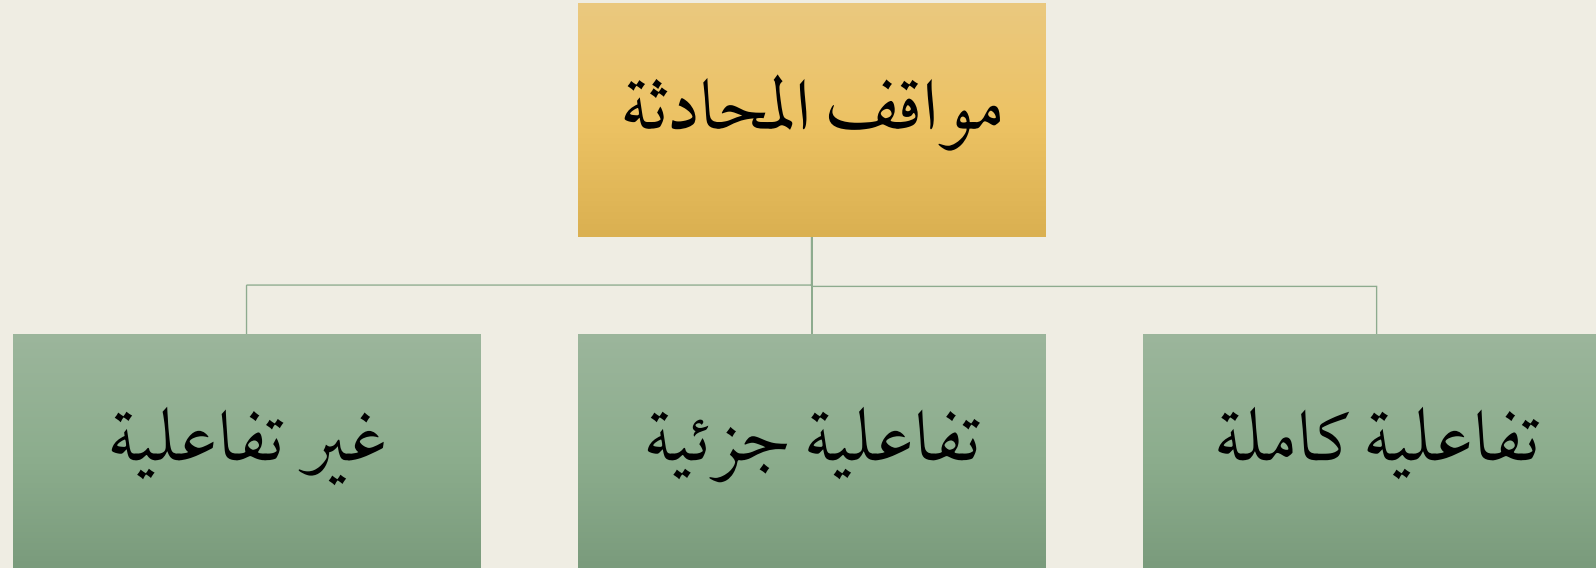 مواقف المحادثة
تفاعلية كاملة
تفاعلية جزئية
غير تفاعلية